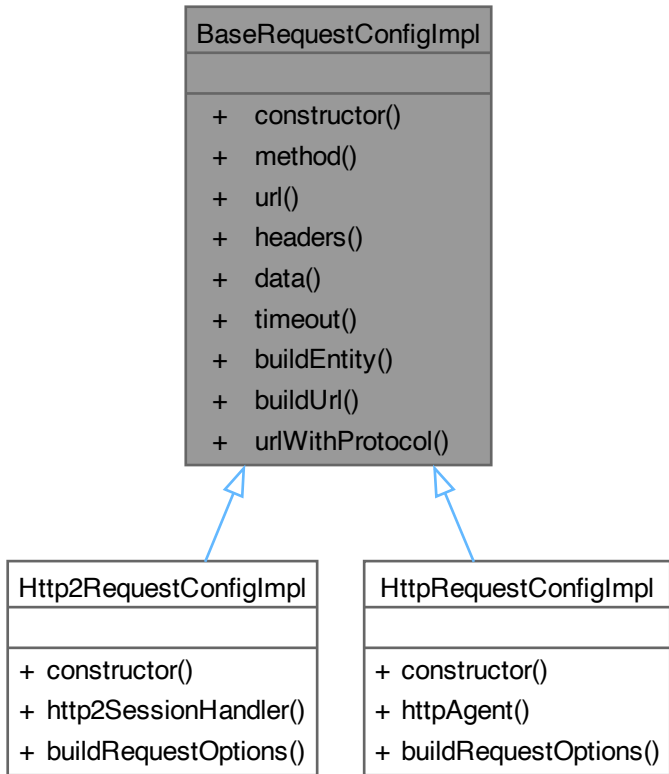 BaseRequestConfigImpl
+ constructor()
+ method()
+ url()
+ headers()
+ data()
+ timeout()
+ buildEntity()
+ buildUrl()
+ urlWithProtocol()
Http2RequestConfigImpl
+ constructor()
+ http2SessionHandler()
+ buildRequestOptions()
HttpRequestConfigImpl
+ constructor()
+ httpAgent()
+ buildRequestOptions()